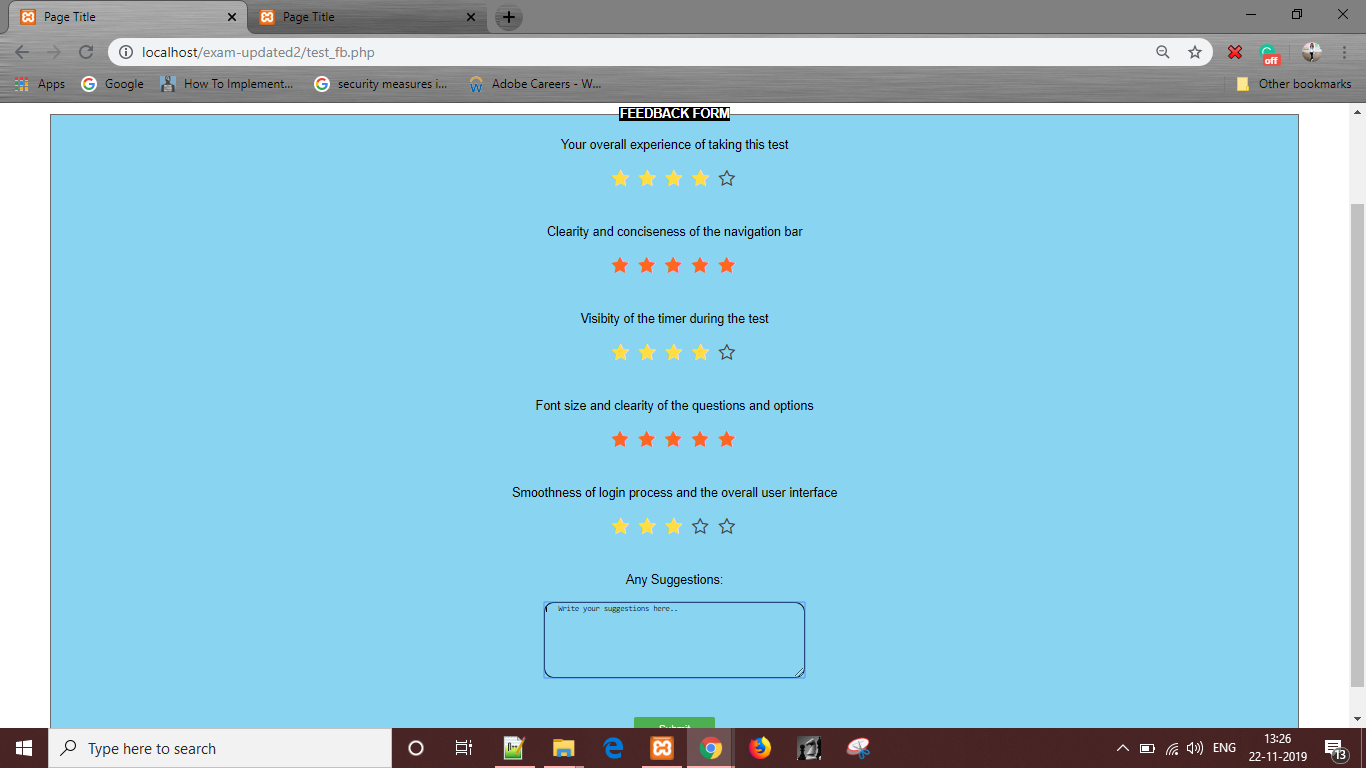 Page Title
Page Title
localhost/exam-updated2/test_fb.php
off
Apps
Google
How To Implement...
security measures i...
Adobe Careers - W...
Other bookmarks
FEEDBACK FORM
Your overall experience of taking this test
Clearity and conciseness of the navigation bar
Visibity of the timer during the test
Font size and clearity of the questions and options
Smoothness of login process and the overall user interface
Any Suggestions:
Write your suggestions here..
Submit
Type here to search
ENG
13:26
22-11-2019
13